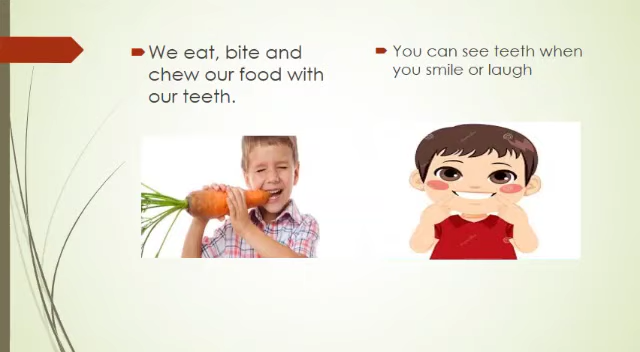 We eat, bite and
chew our food with
our teeth.
You can see teeth when
you smile or laugh